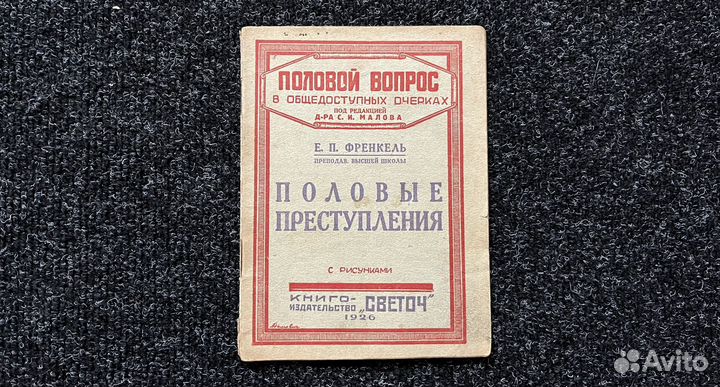 ПОЛОВОЙ ВОПРОС
В ОБЩЕДОСТУПНЫХ ОЧЕРКАХ
ПОД РЕДАКЦИЕЙ
Д-РА С. И. МАЛОВА
Е. П. ФРЕНКЕЛЬ
ПРЕПОДАВ. ВЫСШЕЙ ШКОЛЫ
ПОЛОВЫЕ
ПРЕСТУПЛЕНИЯ
С РИСУНКАМИ
КНИГО-
ИЗДАТЕЛЬСТВО „СВЕТОЧ"
1926
Avito